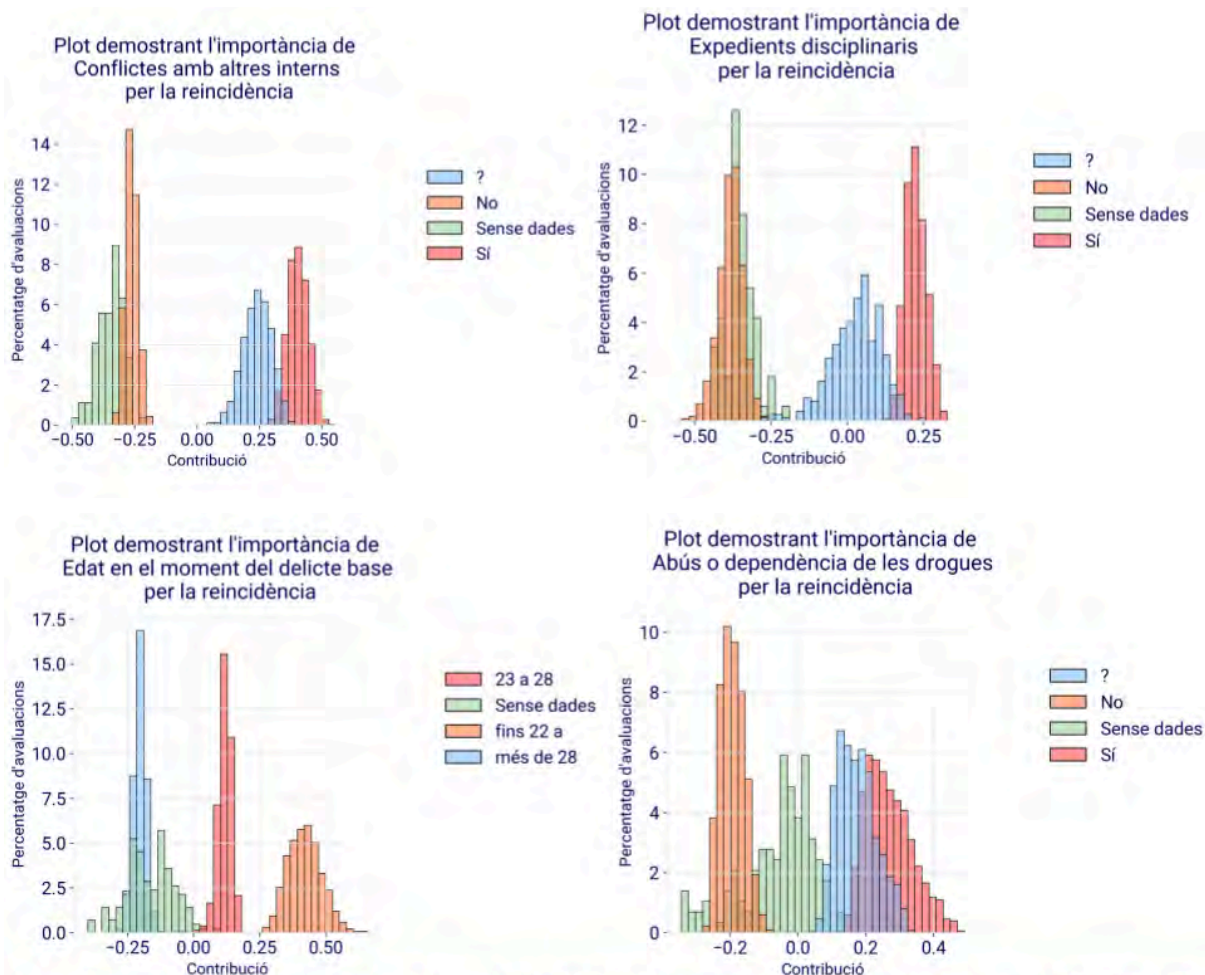 Plot demostrant l'importància de
Conflictes amb altres interns
per la reincidència
Percentatge d'avaluacions
14
12
10
8
6
4
2
0
−0.50
−0.25
0.00
0.25
0.50
Contribució
?
No
Sense dades
Sí
Plot demostrant l'importància de
Expedients disciplinaris
per la reincidència
Percentatge d'avaluacions
12
10
8
6
4
2
0
−0.50
−0.25
0.00
0.25
Contribució
?
No
Sense dades
Sí
Plot demostrant l'importància de
Edat en el moment del delicte base
per la reincidència
Percentatge d'avaluacions
17.5
15.0
12.5
10.0
7.5
5.0
2.5
0.0
−0.25
0.00
0.25
0.50
Contribució
23 a 28
Sense dades
fins 22 a
més de 28
Plot demostrant l'importància de
Abús o dependència de les drogues
per la reincidència
Percentatge d'avaluacions
10
8
6
4
2
0
−0.2
0.0
0.2
0.4
Contribució
?
No
Sense dades
Sí